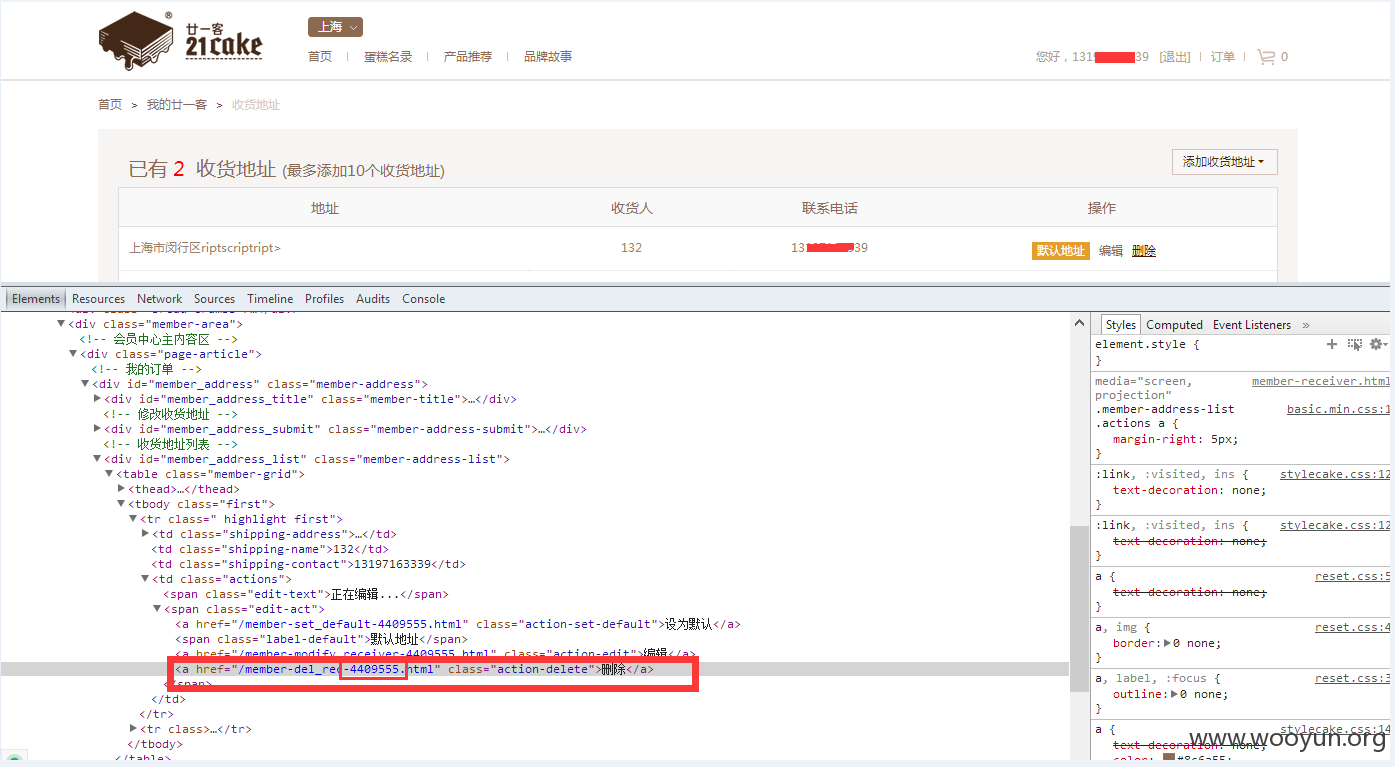 廿一客
21cake
®
上海
首页 蛋糕名录 产品推荐 品牌故事
您好，131 39 [退出] 订单 0
首页 > 我的廿一客 > 收货地址
已有 2 收货地址 (最多添加10个收货地址)
添加收货地址
地址 收货人 联系电话 操作
上海市闵行区riptscriptript> 132 13 39 默认地址 编辑 删除
Elements Resources Network Sources Timeline Profiles Audits Console
<div class="member-area">
<!-- 会员中心主内容区 -->
<div class="page-article">
<!-- 我的订单 -->
<div id="member_address" class="member-address">
<div id="member_address_title" class="member-title">…</div>
<!-- 修改收货地址 -->
<div id="member_address_submit" class="member-address-submit">…</div>
<!-- 收货地址列表 -->
<div id="member_address_list" class="member-address-list">
<table class="member-grid">
<thead>…</thead>
<tbody class="first">
<tr class=" highlight first">
<td class="shipping-address">…</td>
<td class="shipping-name">132</td>
<td class="shipping-contact">13197163339</td>
<td class="actions">
<span class="edit-text">正在编辑...</span>
<span class="edit-act">
<a href="/member-set_default-4409555.html" class="action-set-default">设为默认</a>
<span class="label-default">默认地址</span>
<a href="/member-modify_receiver-4409555.html" class="action-edit">编辑</a>
<a href="/member-del_rec-4409555.html" class="action-delete">删除</a>
</span>
</td>
</tr>
<tr class>…</tr>
</tbody>
</table>
Styles Computed Event Listeners »
element.style {
}
media="screen, member-receiver.html
projection"
.member-address-list basic.min.css:1
.actions a {
margin-right: 5px;
}
:link, :visited, ins { stylecake.css:12
text-decoration: none;
}
:link, :visited, ins { stylecake.css:12
text-decoration: none;
}
a { reset.css:5
text-decoration: none;
}
a, img { reset.css:4
border: 0 none;
}
a, label, :focus { reset.css:3
outline: 0 none;
}
a { stylecake.css:14
text-decoration: none;
color: #8c6a55;
www.wooyun.org